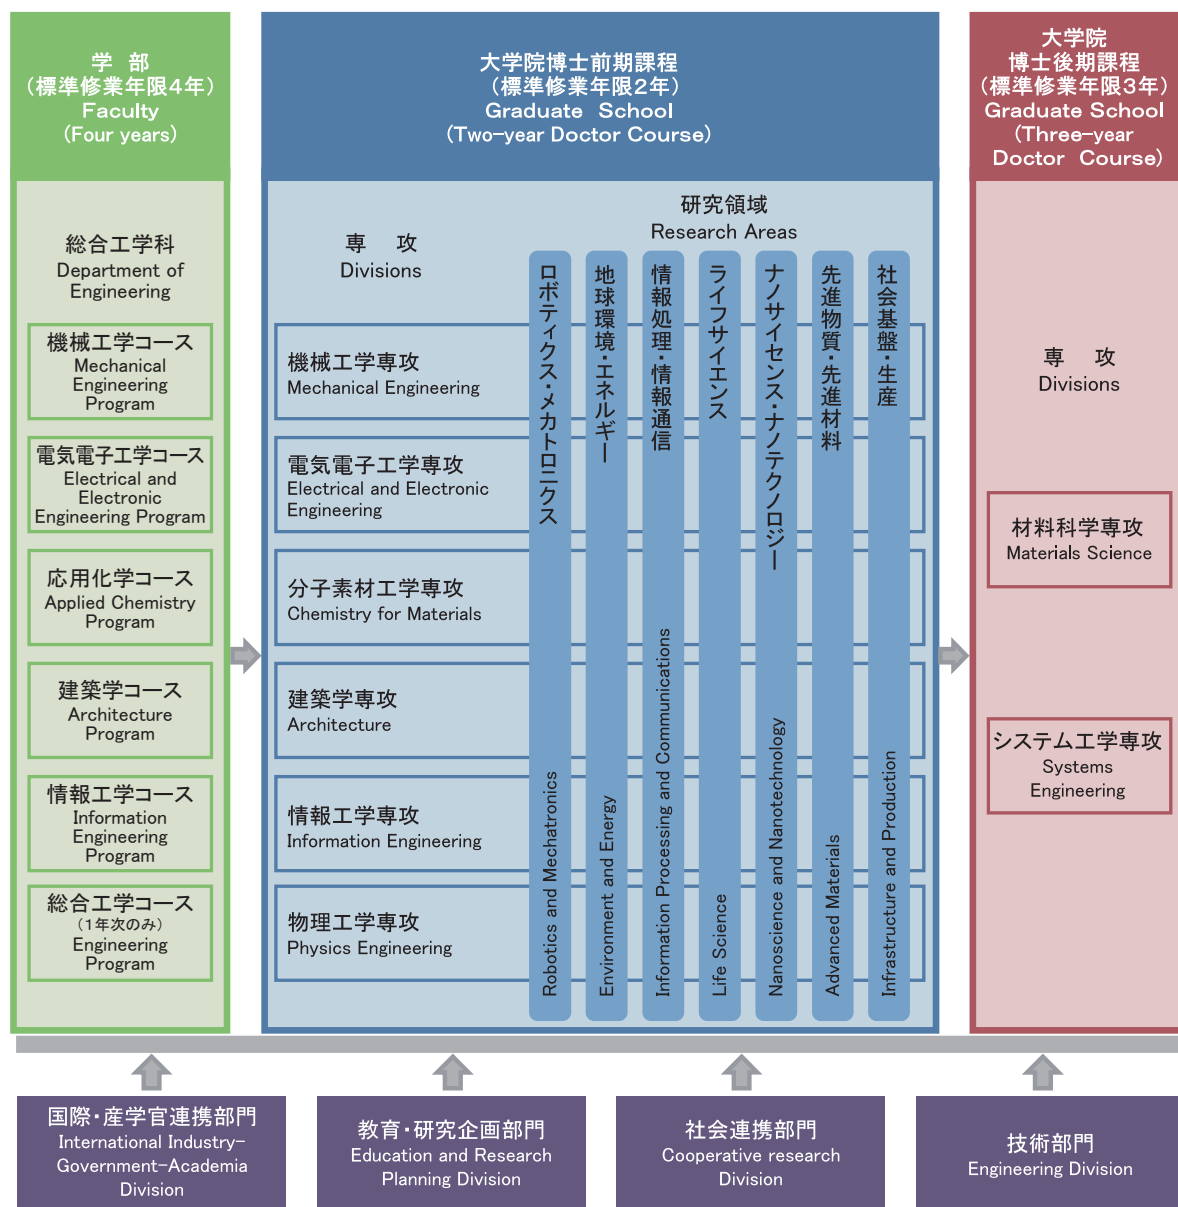 学 部
（標準修業年限4年）
Faculty
(Four years)
総合工学科
Department of
Engineering
機械工学コース
Mechanical
Engineering
Program
電気電子工学コース
Electrical and
Electronic
Engineering Program
応用化学コース
Applied Chemistry
Program
建築学コース
Architecture
Program
情報工学コース
Information
Engineering
Program
総合工学コース
（1年次のみ）
Engineering
Program
大学院博士前期課程
（標準修業年限2年）
Graduate School
(Two-year Doctor Course)
専 攻
Divisions
研究領域
Research Areas
機械工学専攻
Mechanical Engineering
電気電子工学専攻
Electrical and Electronic
Engineering
分子素材工学専攻
Chemistry for Materials
建築学専攻
Architecture
情報工学専攻
Information Engineering
物理工学専攻
Physics Engineering
ロボティクス・メカトロニクス
Robotics and Mechatronics
地球環境・エネルギー
Environment and Energy
情報処理・情報通信
Information Processing and Communications
ライフサイエンス
Life Science
ナノサイセンス・ナノテクノロジー
Nanoscience and Nanotechnology
先進物質・先進材料
Advanced Materials
社会基盤・生産
Infrastructure and Production
大学院
博士後期課程
（標準修業年限3年）
Graduate School
(Three-year
Doctor Course)
専 攻
Divisions
材料科学専攻
Materials Science
システム工学専攻
Systems
Engineering
国際・産学官連携部門
International Industry-
Government-Academia
Division
教育・研究企画部門
Education and Research
Planning Division
社会連携部門
Cooperative research
Division
技術部門
Engineering Division